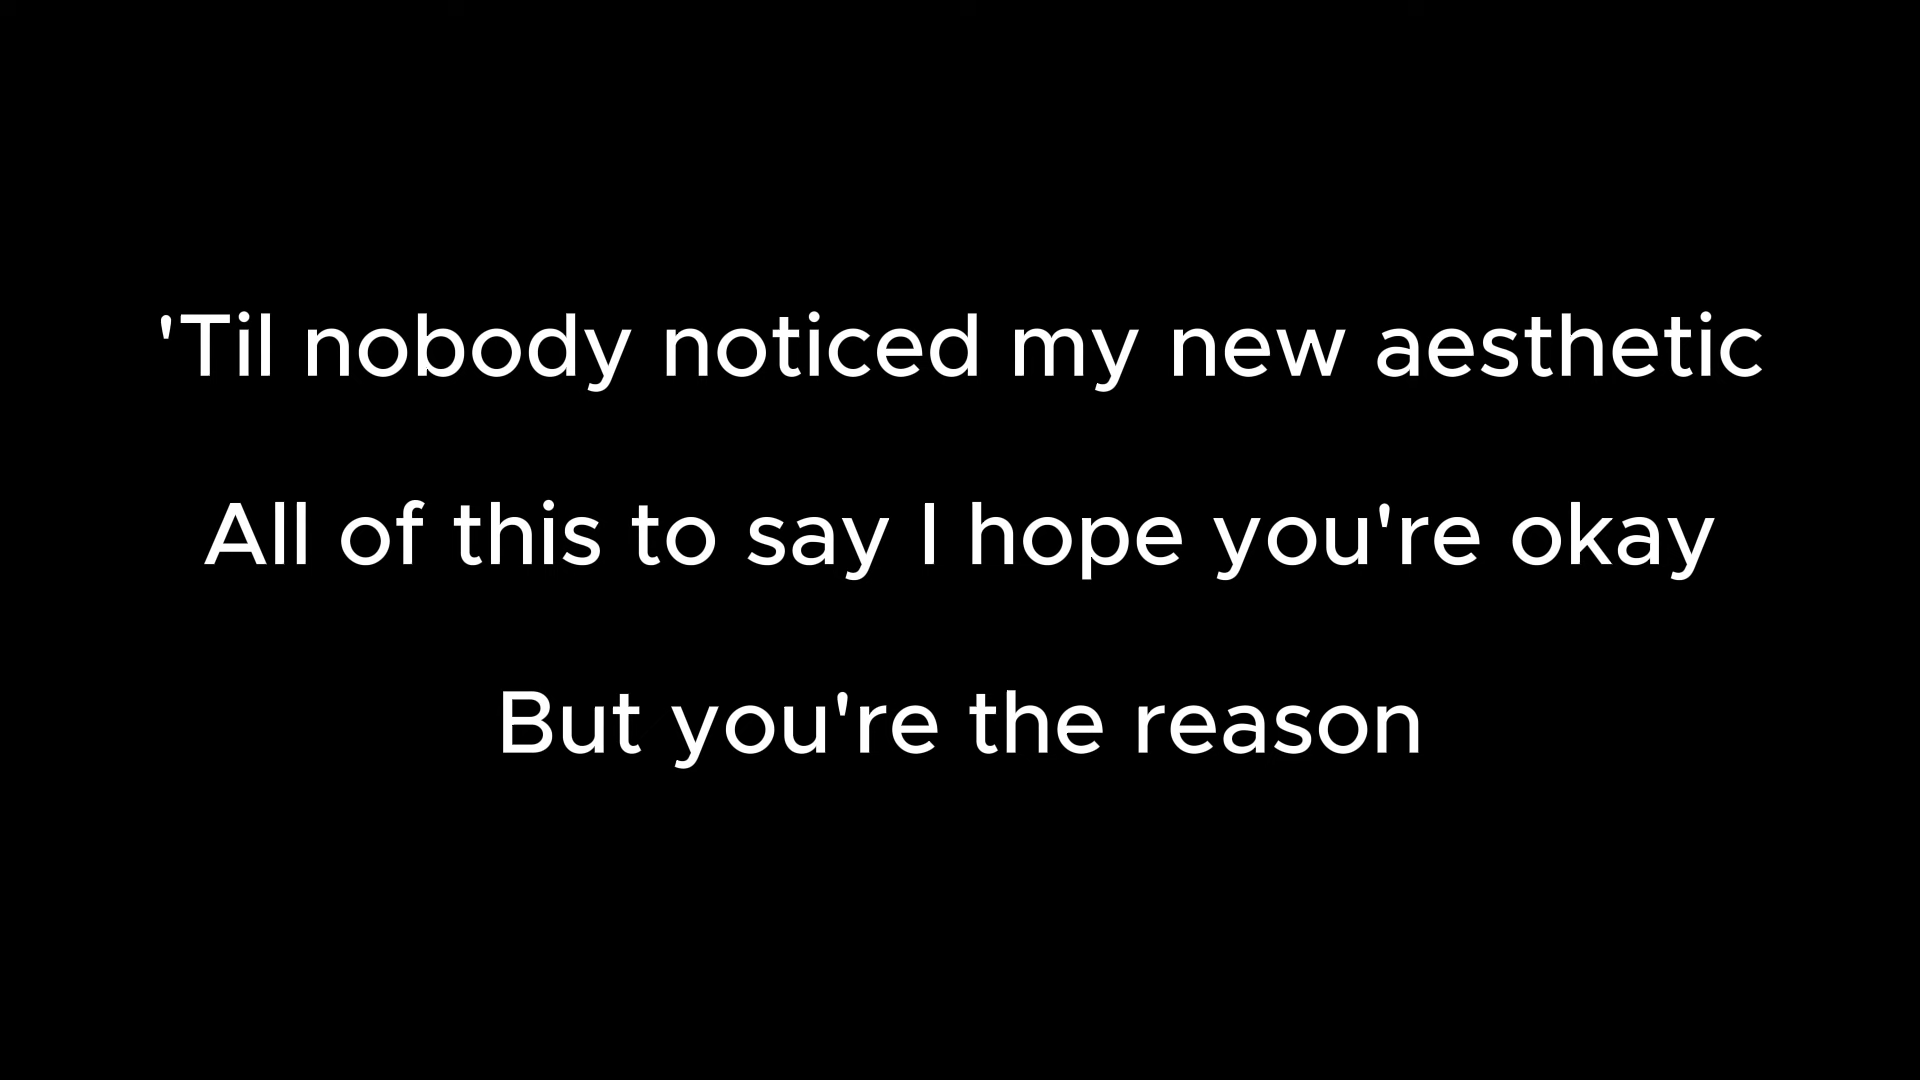 'Til nobody noticed my new aesthetic
All of this to say I hope you're okay
But you're the reason